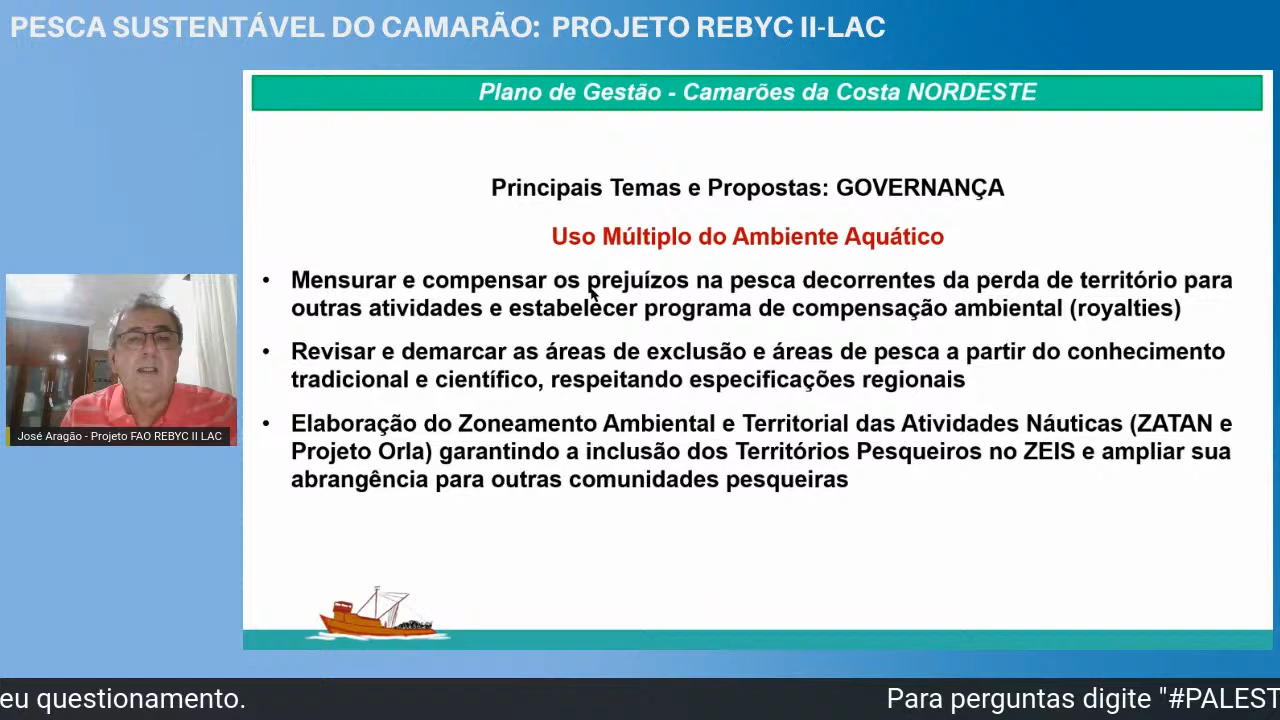 PESCA SUSTENTÁVEL DO CAMARÃO: PROJETO REBYC II-LAC
Plano de Gestão - Camarões da Costa NORDESTE
Principais Temas e Propostas: GOVERNANÇA
Uso Múltiplo do Ambiente Aquático
• Mensurar e compensar os prejuízos na pesca decorrentes da perda de território para
outras atividades e estabelecer programa de compensação ambiental (royalties)
• Revisar e demarcar as áreas de exclusão e áreas de pesca a partir do conhecimento
tradicional e científico, respeitando especificações regionais
• Elaboração do Zoneamento Ambiental e Territorial das Atividades Náuticas (ZATAN e
Projeto Orla) garantindo a inclusão dos Territórios Pesqueiros no ZEIS e ampliar sua
abrangência para outras comunidades pesqueiras
José Aragão - Projeto FAO REBYC II LAC
eu questionamento. Para perguntas digite "#PALEST